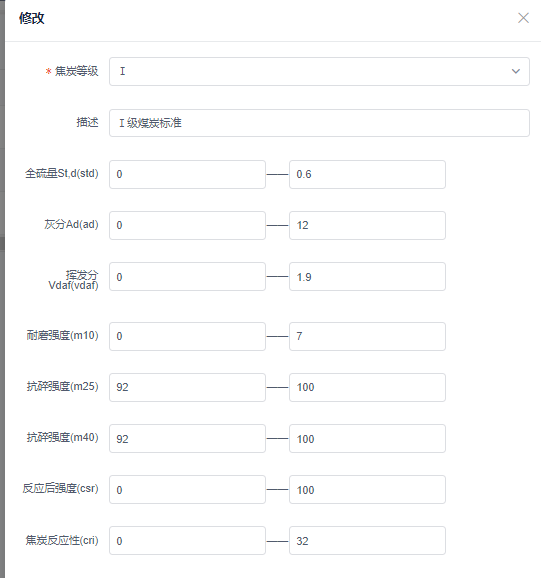 修改
* 焦炭等级 Ⅰ
描述 Ⅰ级煤炭标准
全硫量St,d(std) 0 —— 0.6
灰分Ad(ad) 0 —— 12
挥发分
Vdaf(vdaf) 0 —— 1.9
耐磨强度(m10) 0 —— 7
抗碎强度(m25) 92 —— 100
抗碎强度(m40) 92 —— 100
反应后强度(csr) 0 —— 100
焦炭反应性(cri) 0 —— 32